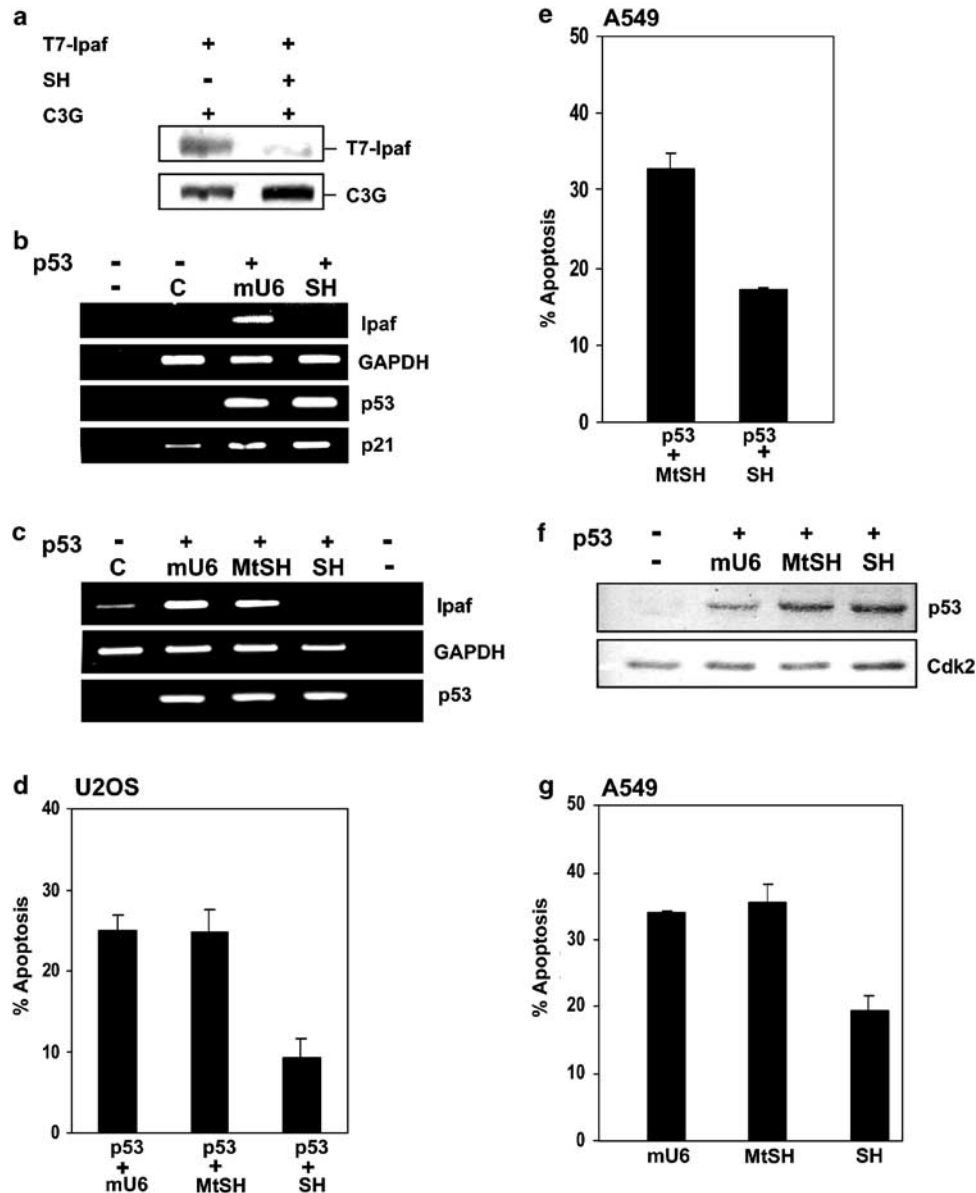 a
T7-Ipaf + +
SH - +
C3G + +
T7-Ipaf
C3G
b
p53 - - + +
- C mU6 SH
Ipaf
GAPDH
p53
p21
c
p53 - + + + -
C mU6 MtSH SH -
Ipaf
GAPDH
p53
d U2OS
40
30
20
10
0
% Apoptosis
p53 p53 p53
+ + +
mU6 MtSH SH
e A549
50
40
30
20
10
0
% Apoptosis
p53 p53
+ +
MtSH SH
f
p53 - + + +
- mU6 MtSH SH
p53
Cdk2
g A549
50
40
30
20
10
0
% Apoptosis
mU6 MtSH SH